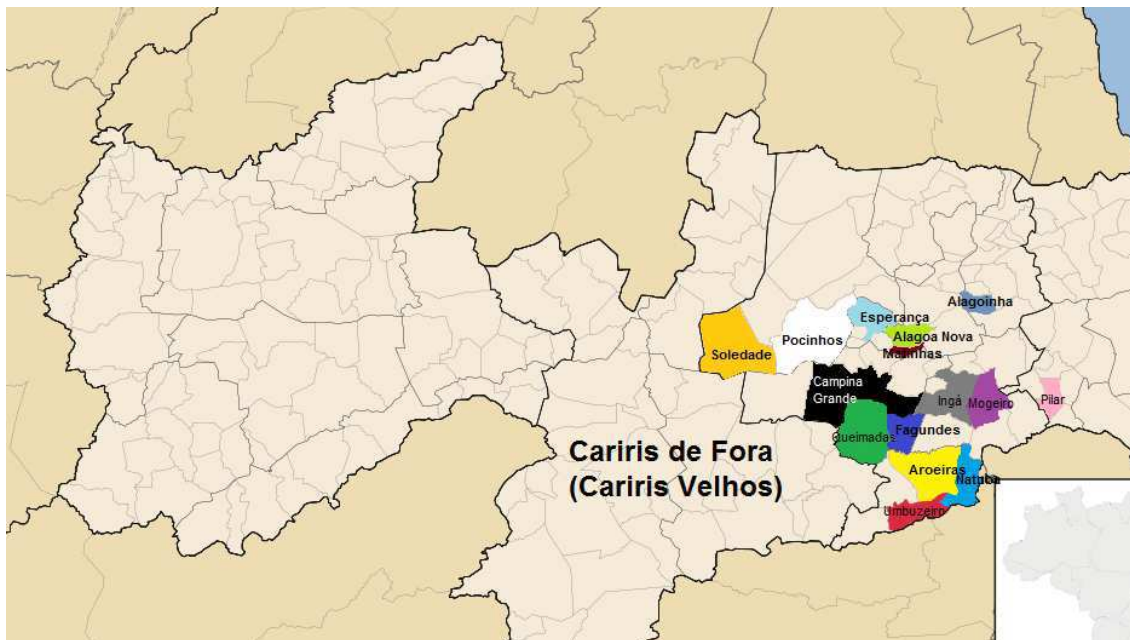 Alagoinha
Esperança
Alagoa Nova
Pocinhos
Matinhas
Soledade
Campina
Grande
Ingá
Mogeiro
Pilar
Queimadas
Fagundes
Cariris de Fora
(Cariris Velhos)
Aroeiras
Natuba
Umbuzeiro